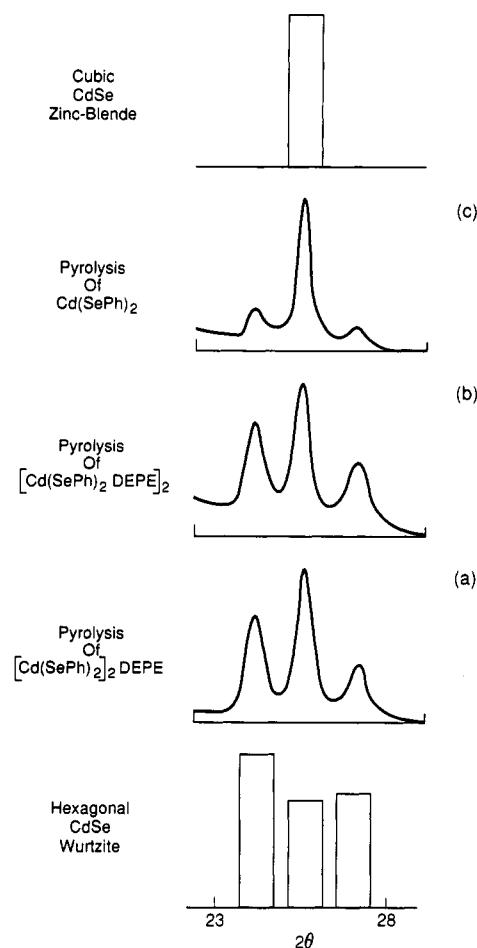 Cubic
CdSe
Zinc-Blende
(c)
Pyrolysis
Of
Cd(SePh)2
(b)
Pyrolysis
Of
[Cd(SePh)2 DEPE]2
(a)
Pyrolysis
Of
[Cd(SePh)2]2 DEPE
Hexagonal
CdSe
Wurtzite
23 28
2θ